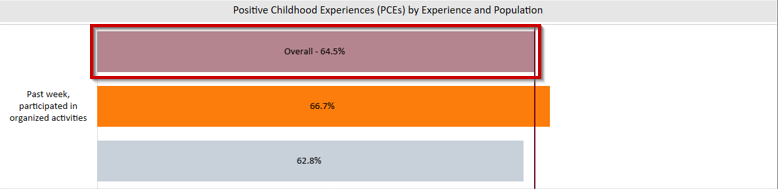 Positive Childhood Experiences (PCEs) by Experience and Population
Overall - 64.5%
Past week,
participated in
organized activities
66.7%
62.8%